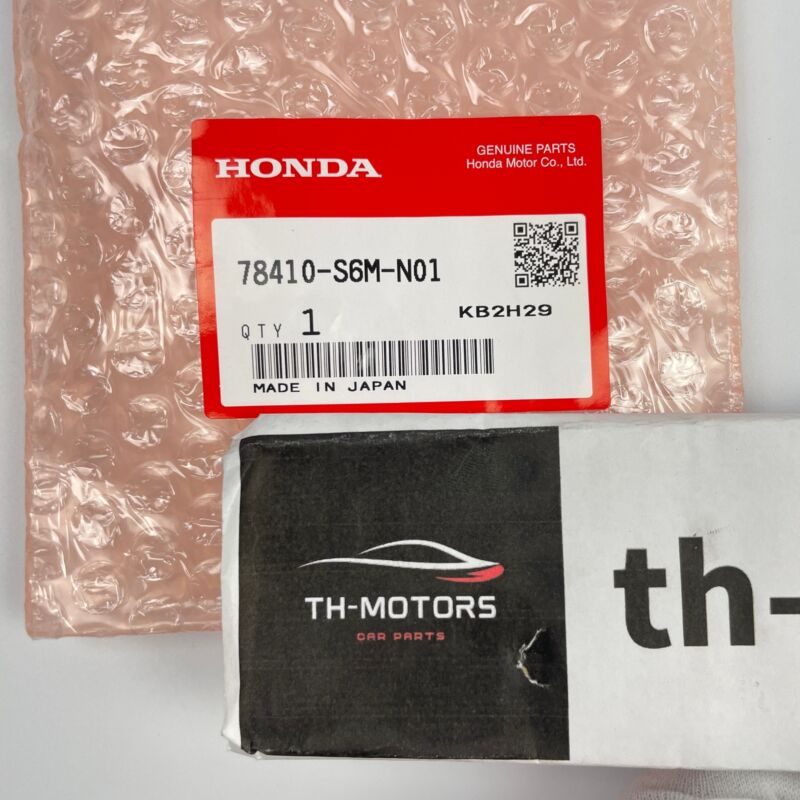 HONDA
GENUINE PARTS
Honda Motor Co., Ltd.
78410-S6M-N01
KB2H29
QTY 1
MADE IN JAPAN
TH-MOTORS
CAR PARTS
th-